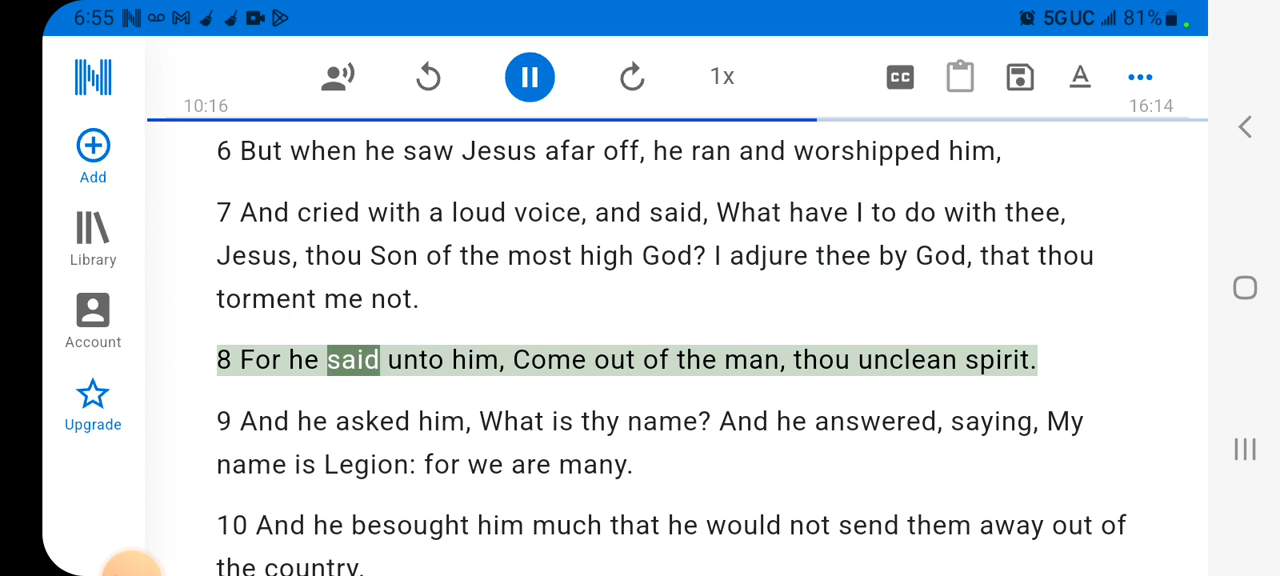 6:55
5GUC 81%
1x
CC
10:16
16:14
Add
Library
Account
Upgrade
6 But when he saw Jesus afar off, he ran and worshipped him,
7 And cried with a loud voice, and said, What have I to do with thee,
Jesus, thou Son of the most high God? I adjure thee by God, that thou
torment me not.
8 For he said unto him, Come out of the man, thou unclean spirit.
9 And he asked him, What is thy name? And he answered, saying, My
name is Legion: for we are many.
10 And he besought him much that he would not send them away out of
the country.